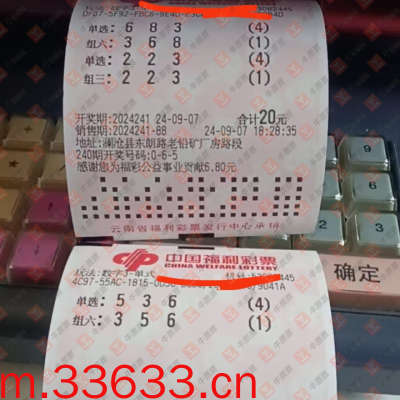 单选: 6 8 3 (4)
组六: 3 6 8 (1)
单选: 2 2 3 (4)
组三: 2 2 3 (1)
开奖期:2024241 24-09-07 合计20元
销售期:2024241-88 24-09-07 18:28:35
地址:澜沧县东朗路老铅矿厂房路段
240期开奖号码:0-6-5
感谢您为福彩公益事业贡献6.80元
云南省福利彩票发行中心承销
中国福利彩票
CHINA WELFARE LOTTERY
玩法:数字3-单式
单选: 5 3 6 (4)
组六: 3 5 6 (1)
确定
9
6
3
m.33633.cn